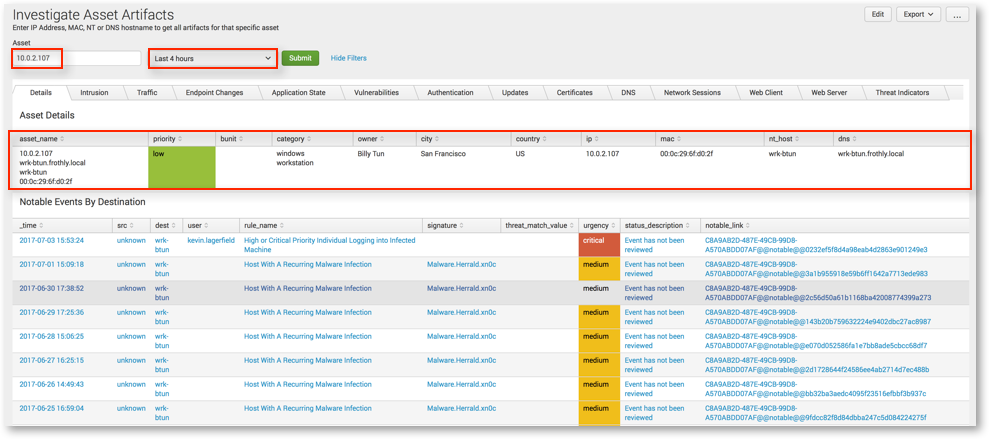 Investigate Asset Artifacts
Edit Export ...
Enter IP Address, MAC, NT or DNS hostname to get all artifacts for that specific asset
Asset
10.0.2.107 Last 4 hours Submit Hide Filters
Details Intrusion Traffic Endpoint Changes Application State Vulnerabilities Authentication Updates Certificates DNS Network Sessions Web Client Web Server Threat Indicators
Asset Details
asset_name priority bunit category owner city country ip mac nt_host dns
10.0.2.107 low windows Billy Tun San Francisco US 10.0.2.107 00:0c:29:6f:d0:2f wrk-btun wrk-btun.frothly.local
wrk-btun.frothly.local workstation
wrk-btun
00:0c:29:6f:d0:2f
Notable Events By Destination
_time src dest user rule_name signature threat_match_value urgency status_description notable_link
2017-07-03 15:53:24 unknown wrk- kevin.lagerfield High or Critical Priority Individual Logging into Infected critical Event has not been C8A9AB2D-487E-49CB-99D8-
btun Machine reviewed A570ABDD07AF@@notable@@0232ef5f8d4a98eab4d2863e901249e3
2017-07-01 15:09:18 unknown wrk- Host With A Recurring Malware Infection Malware.Herrald.xn0c medium Event has not been C8A9AB2D-487E-49CB-99D8-
btun reviewed A570ABDD07AF@@notable@@3a1b955918e59b6ff1642a7713ede983
2017-06-30 17:38:52 unknown wrk- Host With A Recurring Malware Infection Malware.Herrald.xn0c medium Event has not been C8A9AB2D-487E-49CB-99D8-
btun reviewed A570ABDD07AF@@notable@@2c56d50a61b1168ba42008774399a273
2017-06-29 17:25:36 unknown wrk- Host With A Recurring Malware Infection Malware.Herrald.xn0c medium Event has not been C8A9AB2D-487E-49CB-99D8-
btun reviewed A570ABDD07AF@@notable@@143b20b759632224e9402dbc27ac8987
2017-06-28 15:06:25 unknown wrk- Host With A Recurring Malware Infection Malware.Herrald.xn0c medium Event has not been C8A9AB2D-487E-49CB-99D8-
btun reviewed A570ABDD07AF@@notable@@e070d052586fa1e7bb8ade5cbcc68df7
2017-06-27 16:25:15 unknown wrk- Host With A Recurring Malware Infection Malware.Herrald.xn0c medium Event has not been C8A9AB2D-487E-49CB-99D8-
btun reviewed A570ABDD07AF@@notable@@2d1728644f24586ee4ab2714d7ec488b
2017-06-26 14:49:43 unknown wrk- Host With A Recurring Malware Infection Malware.Herrald.xn0c medium Event has not been C8A9AB2D-487E-49CB-99D8-
btun reviewed A570ABDD07AF@@notable@@bb32ba3aedc4095f23516efbbf3b937c
2017-06-25 16:59:04 unknown wrk- Host With A Recurring Malware Infection Malware.Herrald.xn0c medium Event has not been C8A9AB2D-487E-49CB-99D8-
btun reviewed A570ABDD07AF@@notable@@9fdcc82f8d84dbba247c5d084224275f